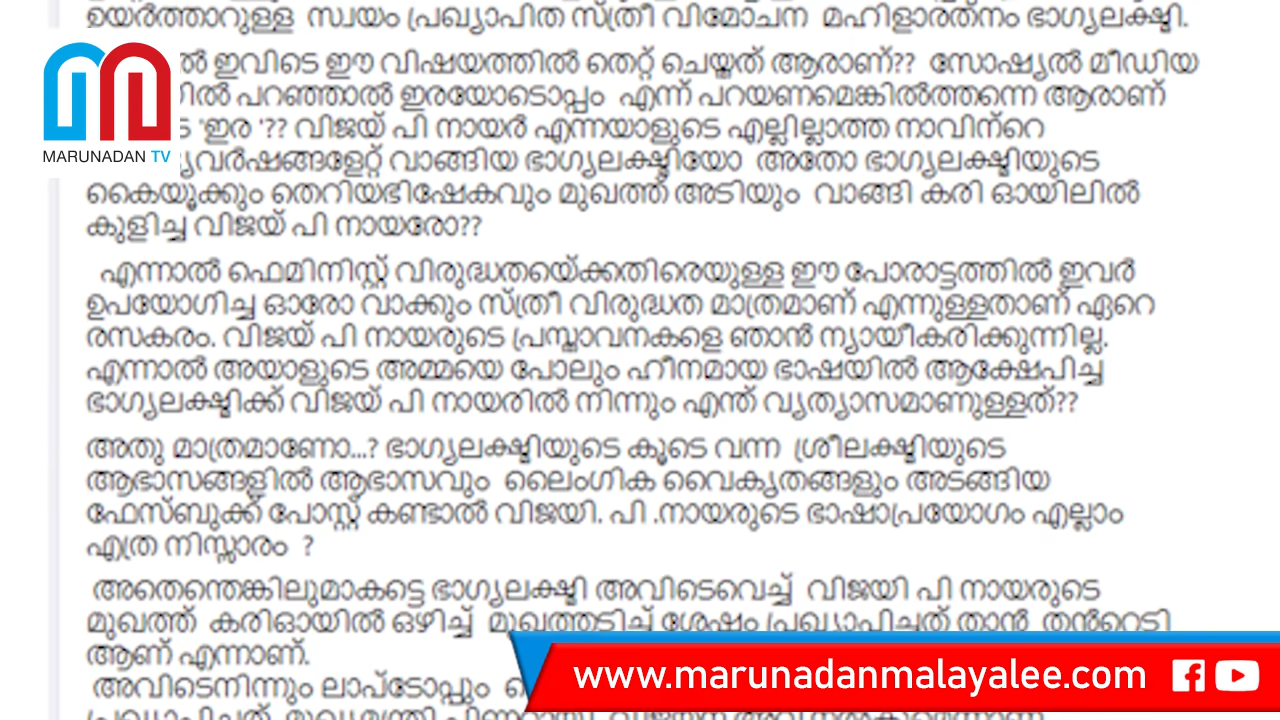 ഉയർത്താറുള്ള സ്വയം പ്രഖ്യാപിത സ്ത്രീ വിമോചന മഹിളാരത്നം ഭാഗ്യലക്ഷ്മി.
ഇവിടെ ഈ വിഷയത്തിൽ തെറ്റ് ചെയ്തത് ആരാണ്?? സോഷ്യൽ മീഡിയ
പറഞ്ഞാൽ ഇരയോടൊപ്പം എന്ന് പറയണമെങ്കിൽത്തന്നെ ആരാണ്
'ഇര '?? വിജയ് പി നായർ എന്നയാളുടെ എല്ലില്ലാത്ത നാവിന്റെ
വാങ്ങിയ ഭാഗ്യലക്ഷ്മിയോ അതോ ഭാഗ്യലക്ഷ്മിയുടെ
കൈയൂക്കും തെറിയഭിഷേകവും മുഖത്ത് അടിയും വാങ്ങി കരി ഓയിലിൽ
കുളിച്ച വിജയ് പി നായരോ??
എന്നാൽ ഫെമിനിസ്റ്റ് വിരുദ്ധതയ്ക്കെതിരെയുള്ള ഈ പോരാട്ടത്തിൽ ഇവർ
ഉപയോഗിച്ച ഓരോ വാക്കും സ്ത്രീ വിരുദ്ധത മാത്രമാണ് എന്നുള്ളതാണ് ഏറെ
രസകരം. വിജയ് പി നായരുടെ പ്രസ്താവനകളെ ഞാൻ ന്യായീകരിക്കുന്നില്ല.
എന്നാൽ അയാളുടെ അമ്മയെ പോലും ഹീനമായ ഭാഷയിൽ ആക്ഷേപിച്ച
ഭാഗ്യലക്ഷ്മിക്ക് വിജയ് പി നായരിൽ നിന്നും എന്ത് വ്യത്യാസമാണുള്ളത്??
അതു മാത്രമാണോ...? ഭാഗ്യലക്ഷ്മിയുടെ കൂടെ വന്ന ശ്രീലക്ഷ്മിയുടെ
ആഭാസങ്ങളിൽ ആഭാസവും ലൈംഗിക വൈകൃതങ്ങളും അടങ്ങിയ
ഫേസ്ബുക്ക് പോസ്റ്റ് കണ്ടാൽ വിജയി. പി .നായരുടെ ഭാഷാപ്രയോഗം എല്ലാം
എത്ര നിസ്സാരം ?
അതെന്തെങ്കിലുമാകട്ടെ ഭാഗ്യലക്ഷ്മി അവിടെവെച്ച് വിജയി പി നായരുടെ
മുഖത്ത് കരിഓയിൽ ഒഴിച്ച് മുഖത്തടിച്ച് ശേഷം പ്രഖ്യാപിച്ചത് താൻ തൻറെടി
ആണ് എന്നാണ്.
അവിടെനിന്നും ലാപ്ടോപ്പും
MARUNADAN TV
www.marunadanmalayalee.com